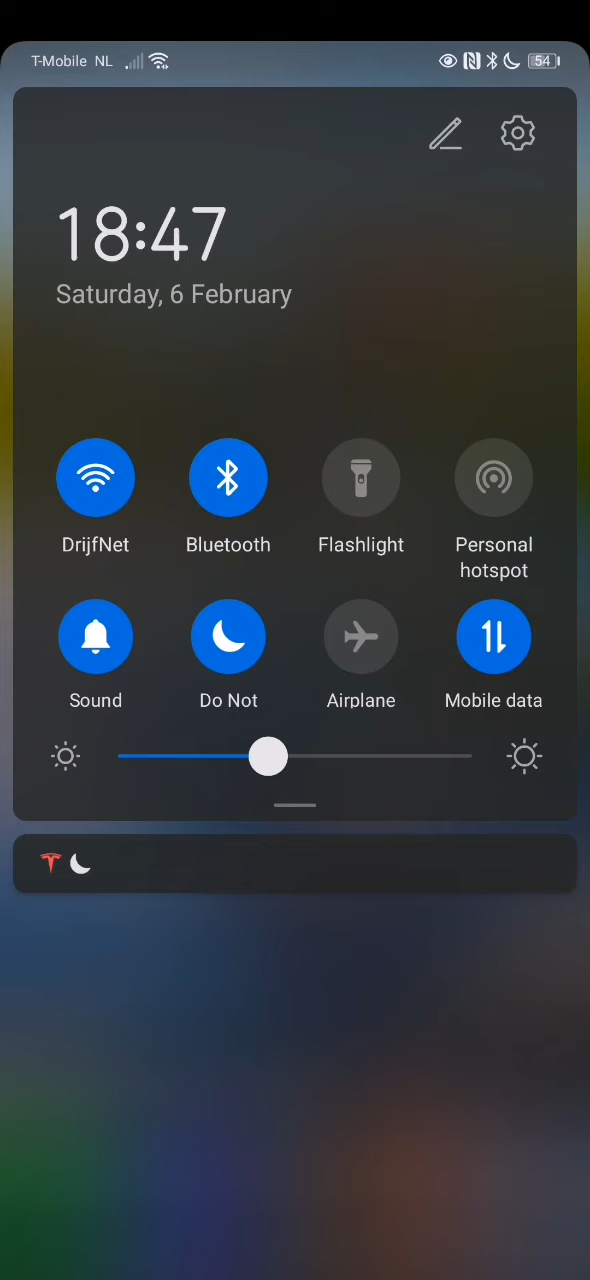 T-Mobile NL
54
18:47
Saturday, 6 February
DrijfNet
Bluetooth
Flashlight
Personal
hotspot
Sound
Do Not
Airplane
Mobile data